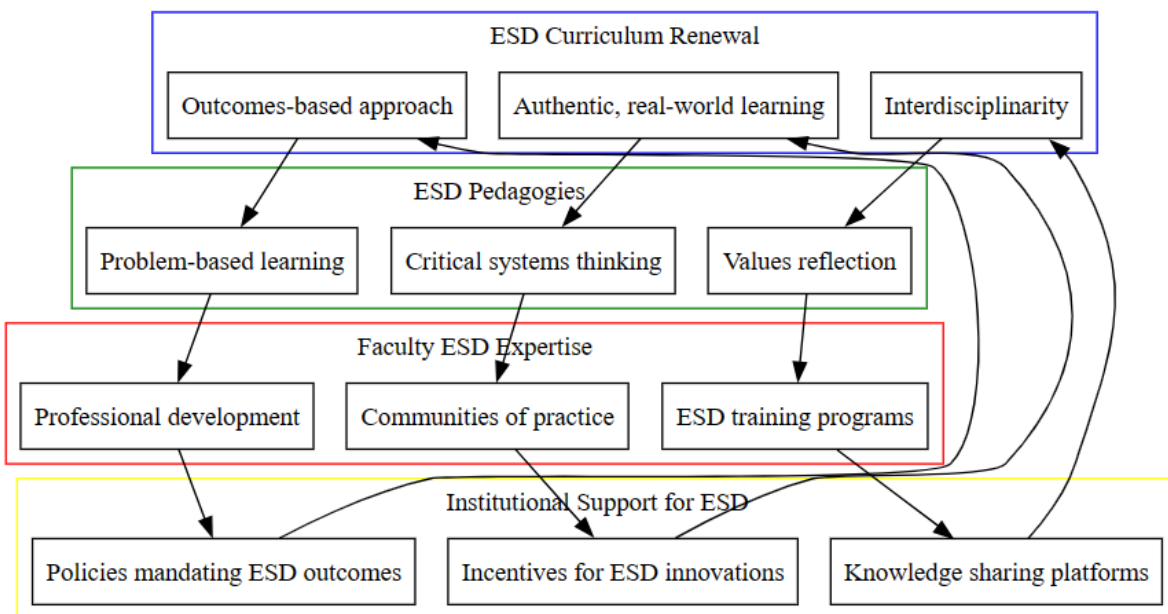 ESD Curriculum Renewal
Outcomes-based approach
Authentic, real-world learning
Interdisciplinarity
ESD Pedagogies
Problem-based learning
Critical systems thinking
Values reflection
Faculty ESD Expertise
Professional development
Communities of practice
ESD training programs
Institutional Support for ESD
Policies mandating ESD outcomes
Incentives for ESD innovations
Knowledge sharing platforms